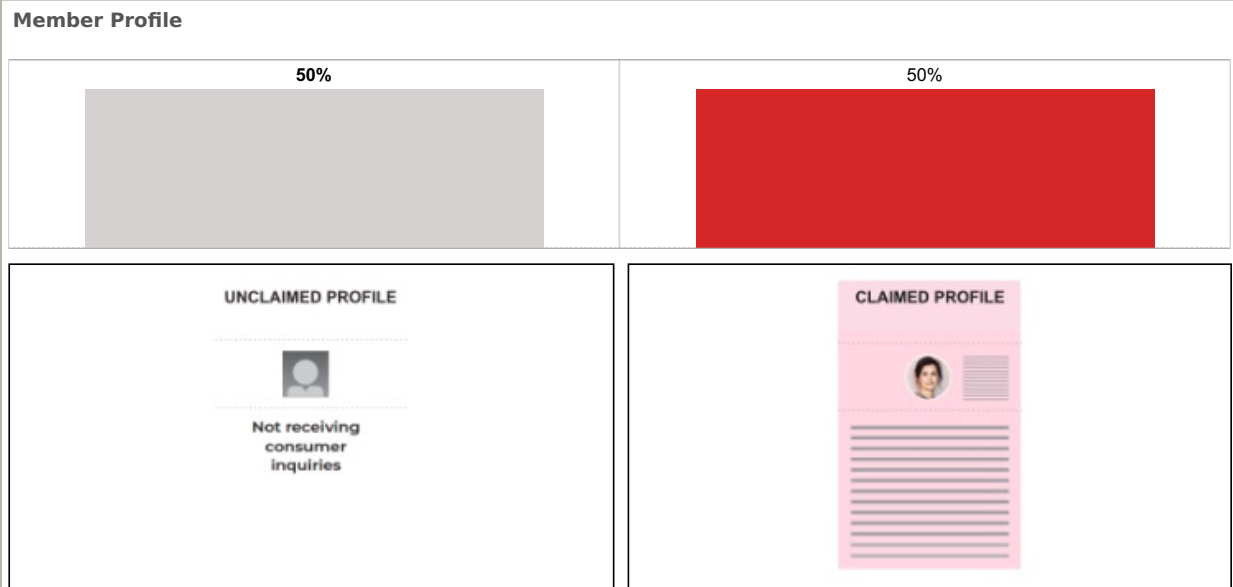 Member Profile
50%
50%
UNCLAIMED PROFILE
Not receiving
consumer
inquiries
CLAIMED PROFILE